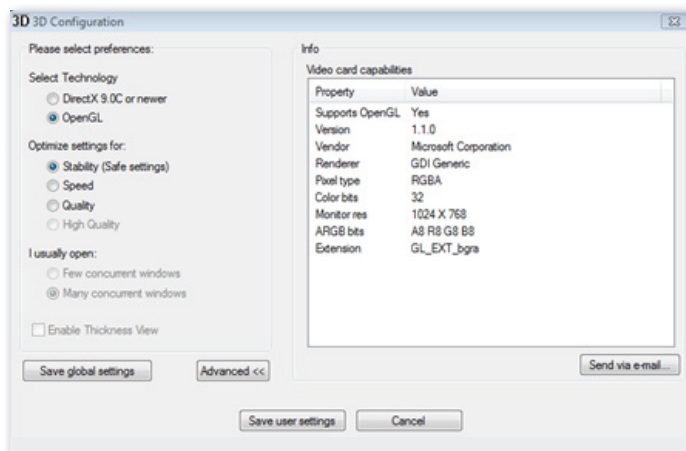 3D 3D Configuration
Please select preferences:
Select Technology
DirectX 9.0C or newer
OpenGL
Optimize settings for:
Stability (Safe settings)
Speed
Quality
High Quality
I usually open:
Few concurrent windows
Many concurrent windows
Enable Thickness View
Save global settings
Advanced <<
Info
Video card capabilities
Property Value
Supports OpenGL Yes
Version 1.1.0
Vendor Microsoft Corporation
Renderer GDI Generic
Pixel type RGBA
Color bits 32
Monitor res 1024 X 768
ARGB bits A8 R8 G8 B8
Extension GL_EXT_bgra
Send via e-mail...
Save user settings
Cancel